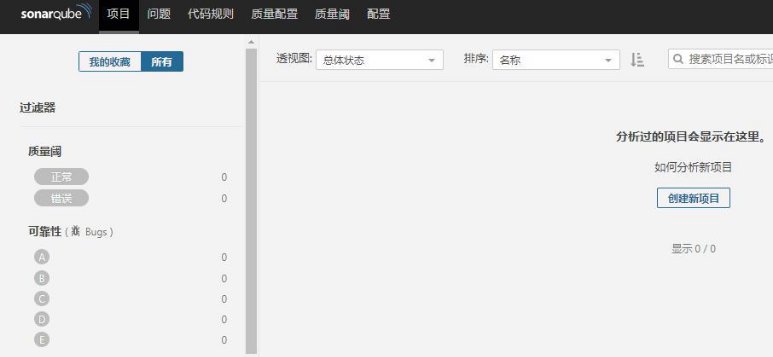 sonarqube 项目 问题 代码规则 质量配置 质量阈 配置
我的收藏 所有
透视图: 总体状态 排序: 名称 搜索项目名或标识
过滤器
分析过的项目会显示在这里。
质量阈
如何分析新项目
正常 0
错误 0
创建新项目
可靠性 ( Bugs )
显示 0 / 0
A 0
B 0
C 0
D 0
E 0